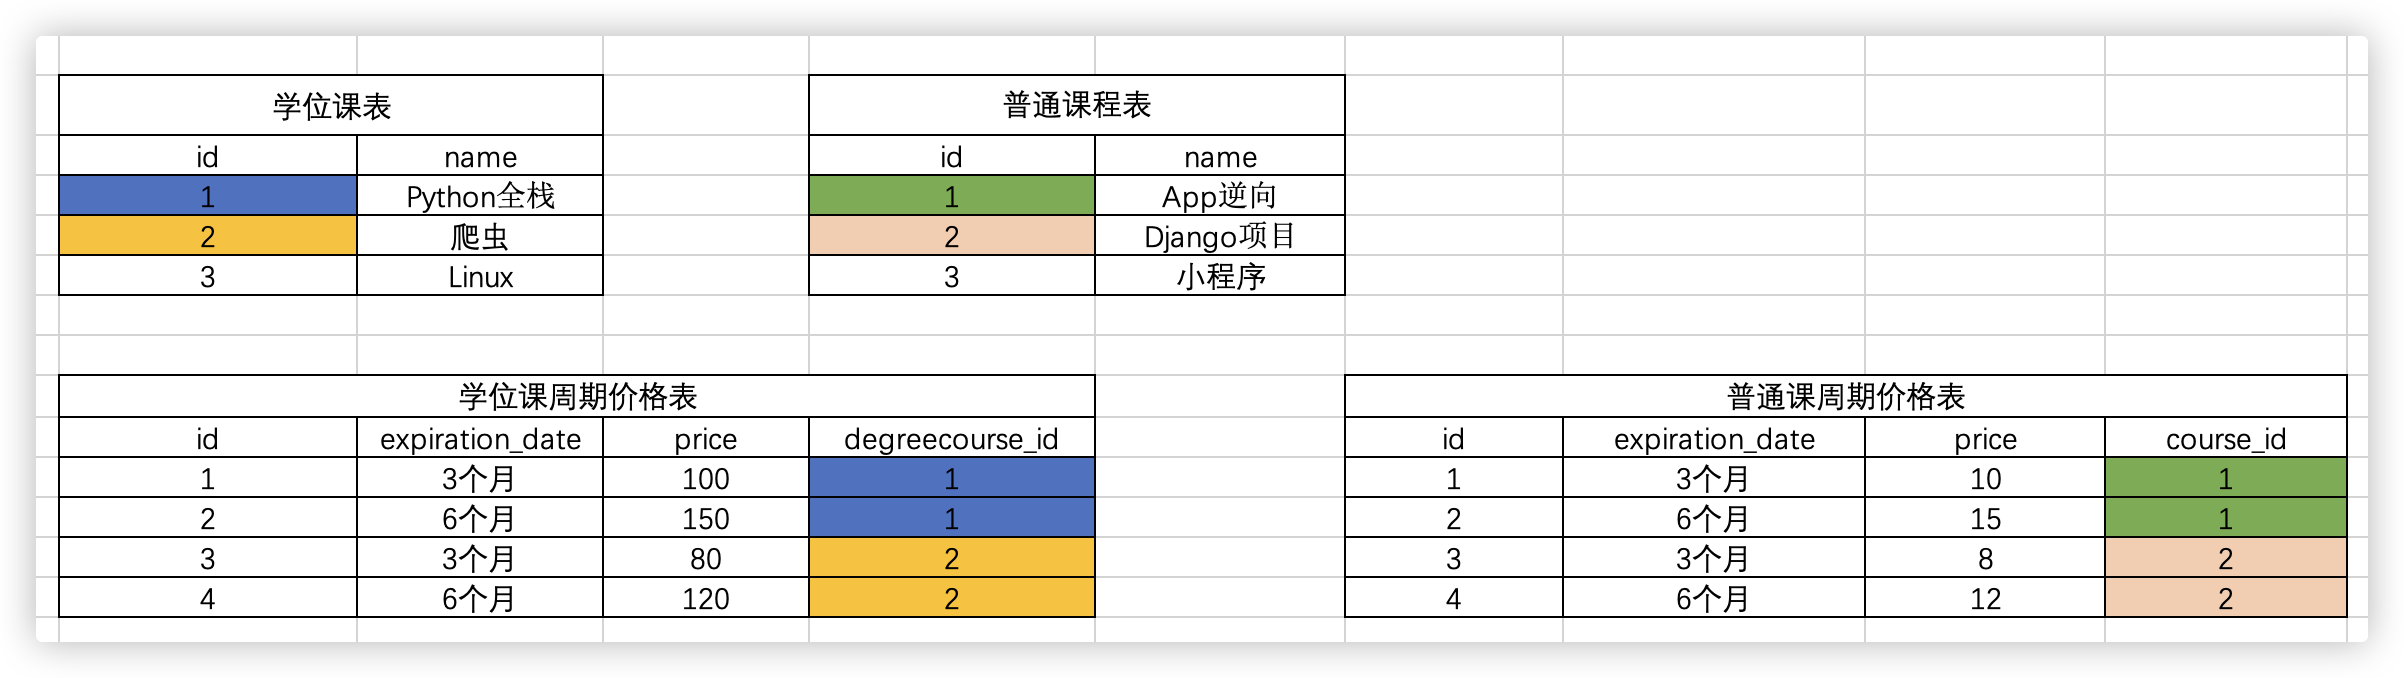 学位课表
id name
1 Python全栈
2 爬虫
3 Linux
普通课程表
id name
1 App逆向
2 Django项目
3 小程序
学位课周期价格表
id expiration_date price degreecourse_id
1 3个月 100 1
2 6个月 150 1
3 3个月 80 2
4 6个月 120 2
普通课周期价格表
id expiration_date price course_id
1 3个月 10 1
2 6个月 15 1
3 3个月 8 2
4 6个月 12 2